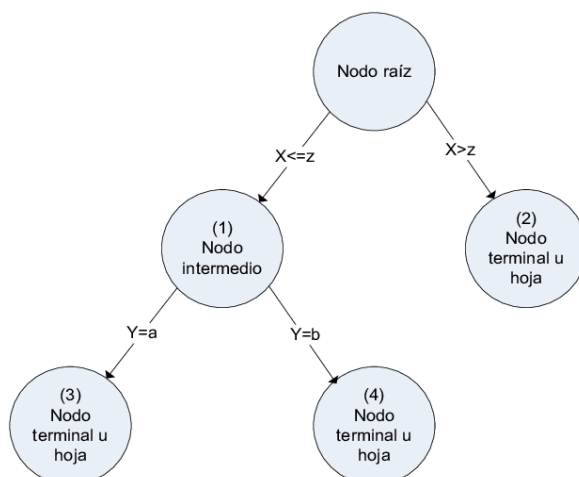 Nodo raíz
X<=z
X>z
(1)
Nodo
intermedio
(2)
Nodo
terminal u
hoja
Y=a
Y=b
(3)
Nodo
terminal u
hoja
(4)
Nodo
terminal u
hoja